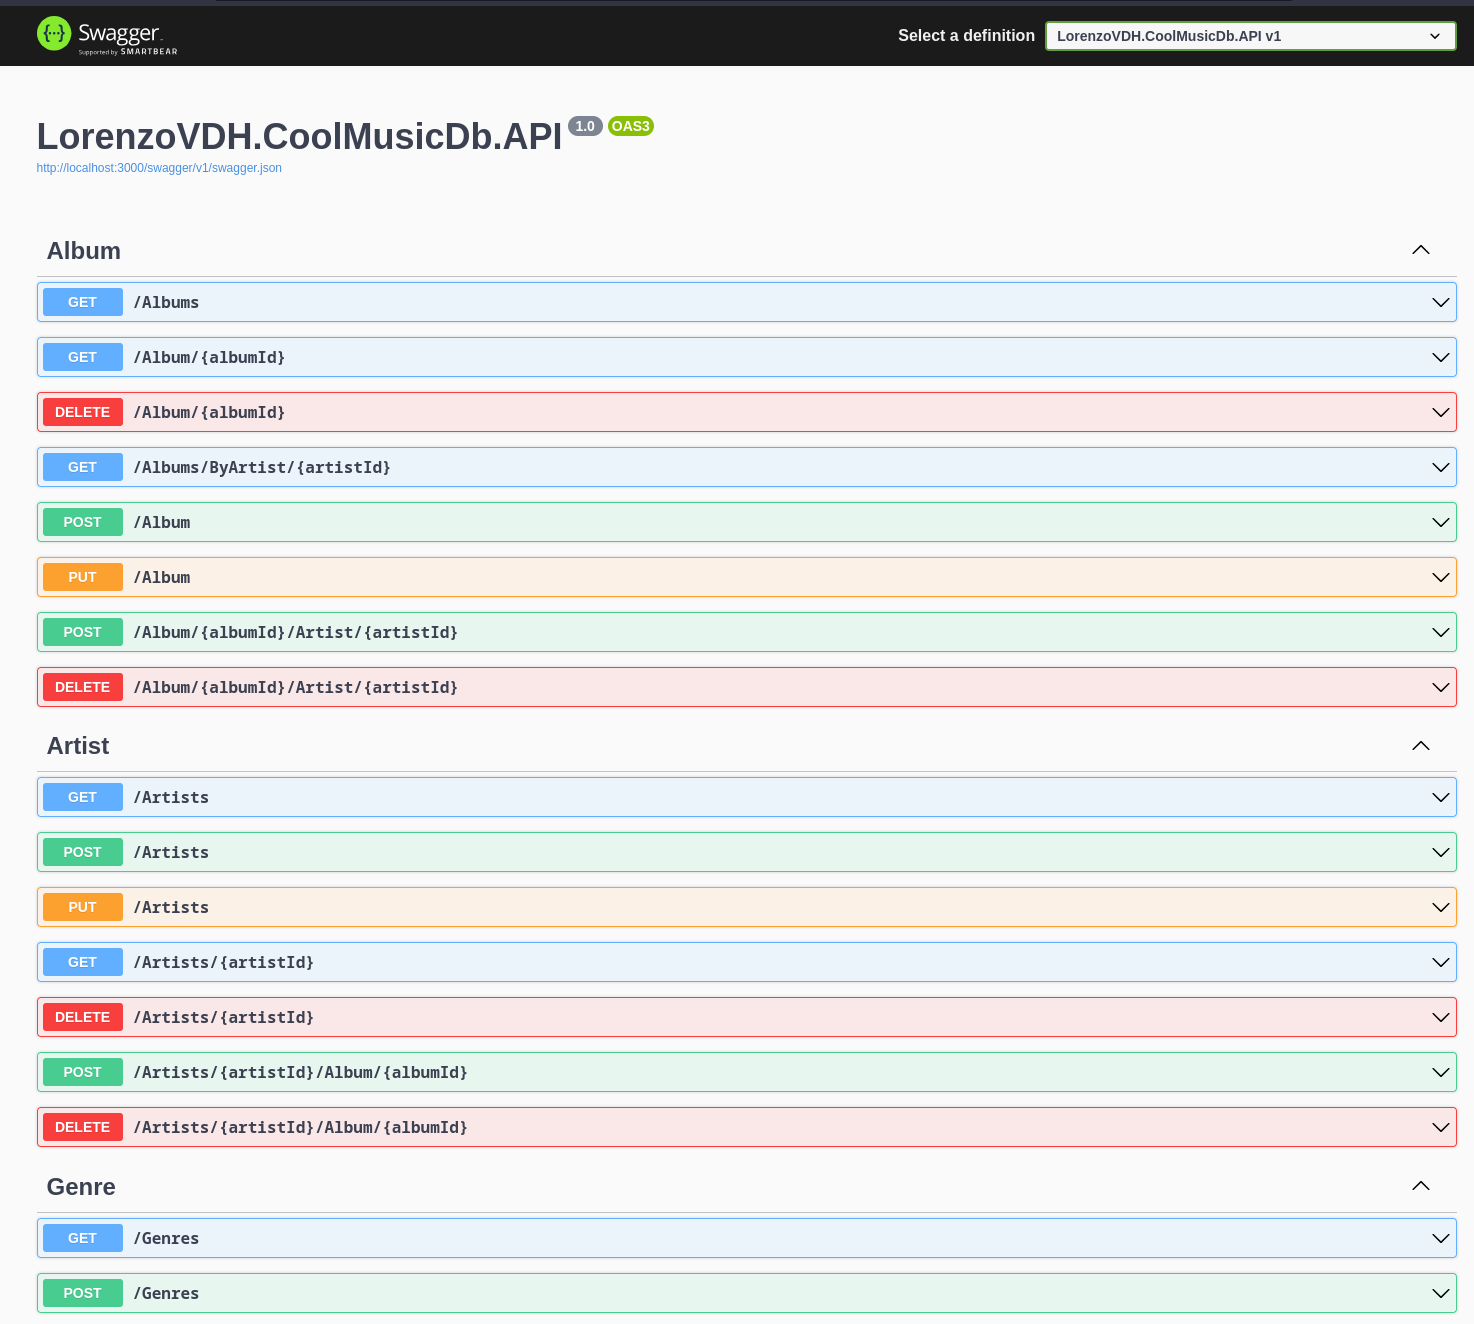 Swagger
Supported by SMARTBEAR
Select a definition
LorenzoVDH.CoolMusicDb.API v1
LorenzoVDH.CoolMusicDb.API 1.0 OAS3
http://localhost:3000/swagger/v1/swagger.json
Album
GET /Albums
GET /Album/{albumId}
DELETE /Album/{albumId}
GET /Albums/ByArtist/{artistId}
POST /Album
PUT /Album
POST /Album/{albumId}/Artist/{artistId}
DELETE /Album/{albumId}/Artist/{artistId}
Artist
GET /Artists
POST /Artists
PUT /Artists
GET /Artists/{artistId}
DELETE /Artists/{artistId}
POST /Artists/{artistId}/Album/{albumId}
DELETE /Artists/{artistId}/Album/{albumId}
Genre
GET /Genres
POST /Genres